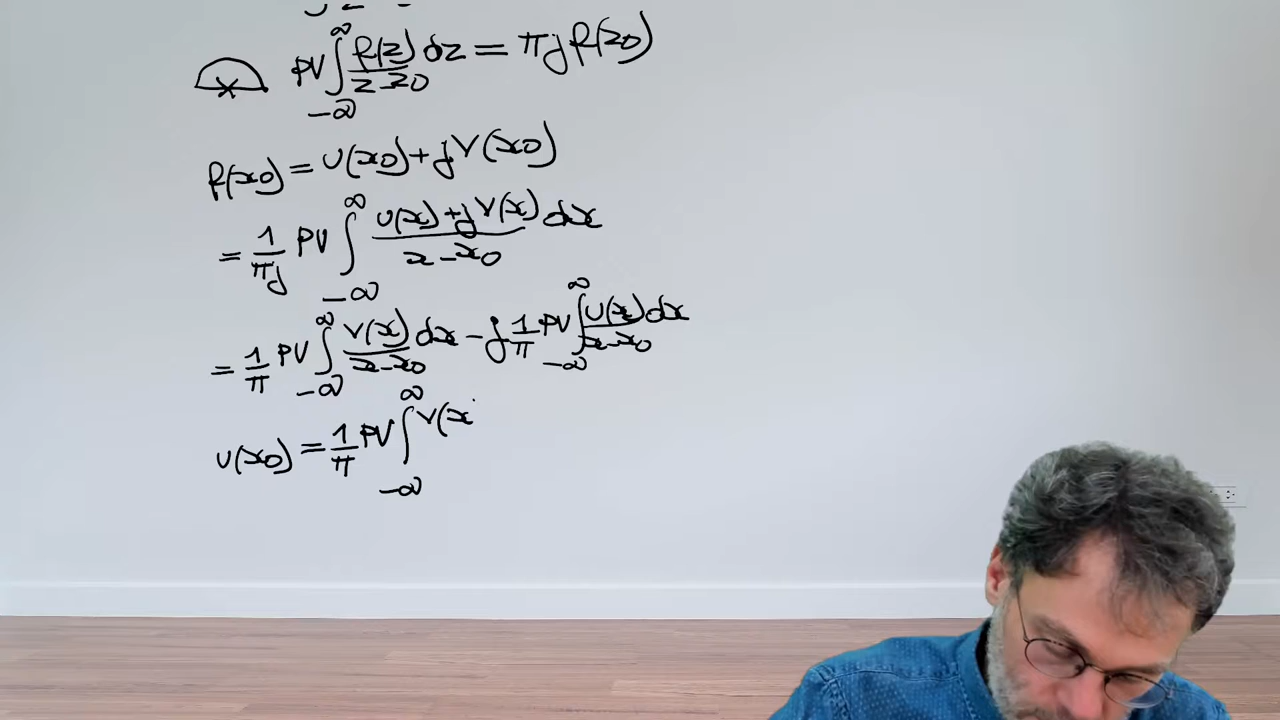 PV ∫_{-∞}^{∞} f(z)/(z-z0) dz = πj f(z0)
f(x0) = U(x0) + jV(x0)
= 1/(πj) PV ∫_{-∞}^{∞} (U(x) + jV(x))/(x-x0) dx
= 1/π PV ∫_{-∞}^{∞} V(x)/(x-x0) dx - j 1/π PV ∫_{-∞}^{∞} U(x)/(x-x0) dx
U(x0) = 1/π PV ∫_{-∞}^{∞} V(x